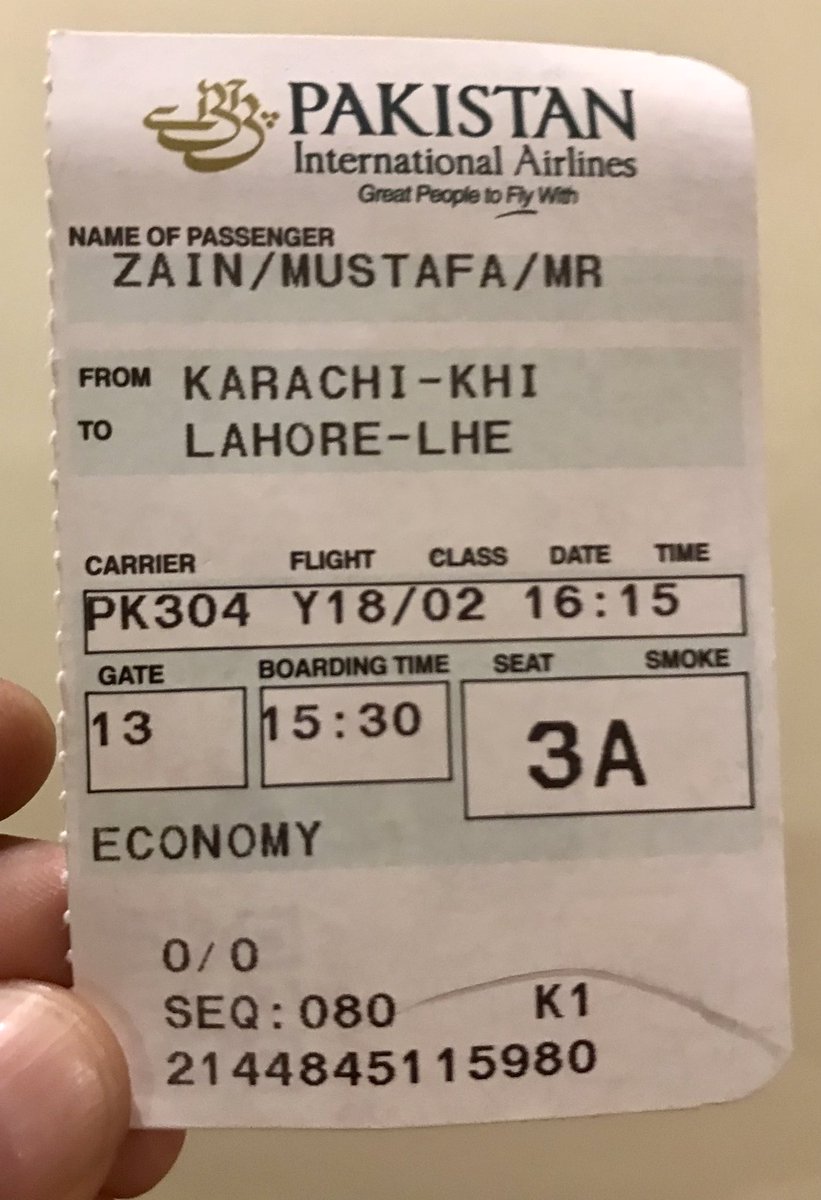 PAKISTAN
International Airlines
Great People to Fly With
NAME OF PASSENGER
ZAIN/MUSTAFA/MR
FROM KARACHI-KHI
TO LAHORE-LHE
CARRIER FLIGHT CLASS DATE TIME
PK304 Y18/02 16:15
GATE BOARDING TIME SEAT SMOKE
13 15:30 3A
ECONOMY
0/ 0
SEQ:080 K1
2144845115980